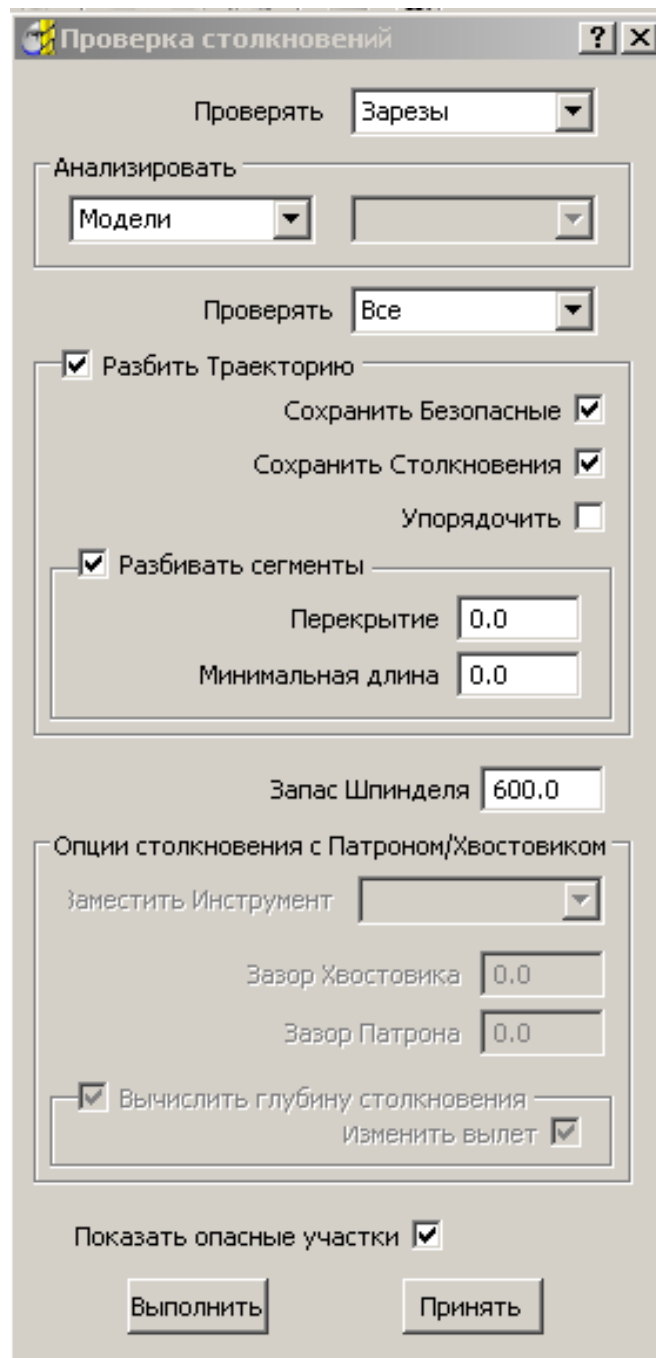 Проверка столкновений
Проверять Зарезы
Анализировать
Модели
Проверять Все
Разбить Траекторию
Сохранить Безопасные
Сохранить Столкновения
Упорядочить
Разбивать сегменты
Перекрытие 0.0
Минимальная длина 0.0
Запас Шпинделя 600.0
Опции столкновения с Патроном/Хвостовиком
Заместить Инструмент
Зазор Хвостовика 0.0
Зазор Патрона 0.0
Вычислить глубину столкновения
Изменить вылет
Показать опасные участки
Выполнить Принять